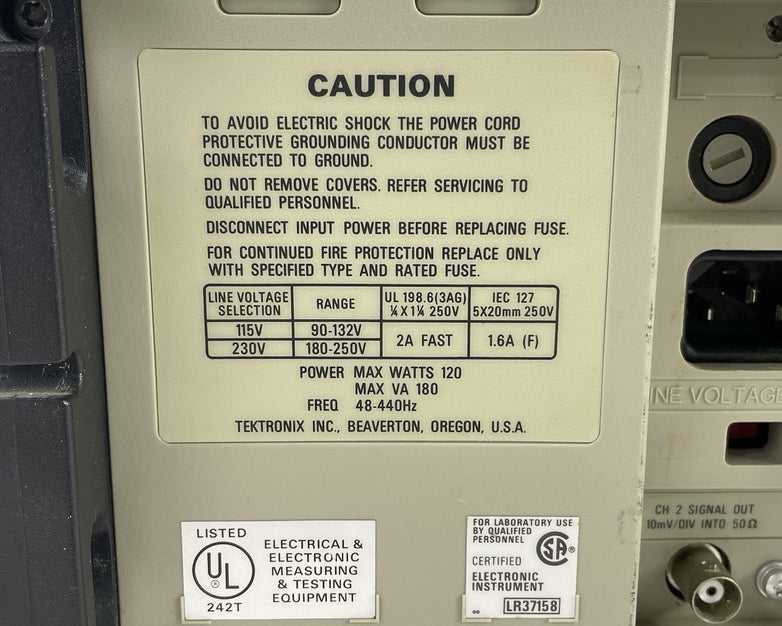 CAUTION
TO AVOID ELECTRIC SHOCK THE POWER CORD
PROTECTIVE GROUNDING CONDUCTOR MUST BE
CONNECTED TO GROUND.
DO NOT REMOVE COVERS. REFER SERVICING TO
QUALIFIED PERSONNEL.
DISCONNECT INPUT POWER BEFORE REPLACING FUSE.
FOR CONTINUED FIRE PROTECTION REPLACE ONLY
WITH SPECIFIED TYPE AND RATED FUSE.
LINE VOLTAGE SELECTION RANGE UL 198.6(3AG) ¼ X 1¼ 250V IEC 127 5X20mm 250V
115V 90-132V 2A FAST 1.6A (F)
230V 180-250V
POWER MAX WATTS 120
MAX VA 180
FREQ 48-440Hz
TEKTRONIX INC., BEAVERTON, OREGON, U.S.A.
LINE VOLTAGE
CH 2 SIGNAL OUT
10mV/DIV INTO 50Ω
LISTED
UL ®
242T
ELECTRICAL &
ELECTRONIC
MEASURING
& TESTING
EQUIPMENT
FOR LABORATORY USE
BY QUALIFIED
PERSONNEL
CERTIFIED
SA ®
ELECTRONIC
INSTRUMENT
∞ LR37158